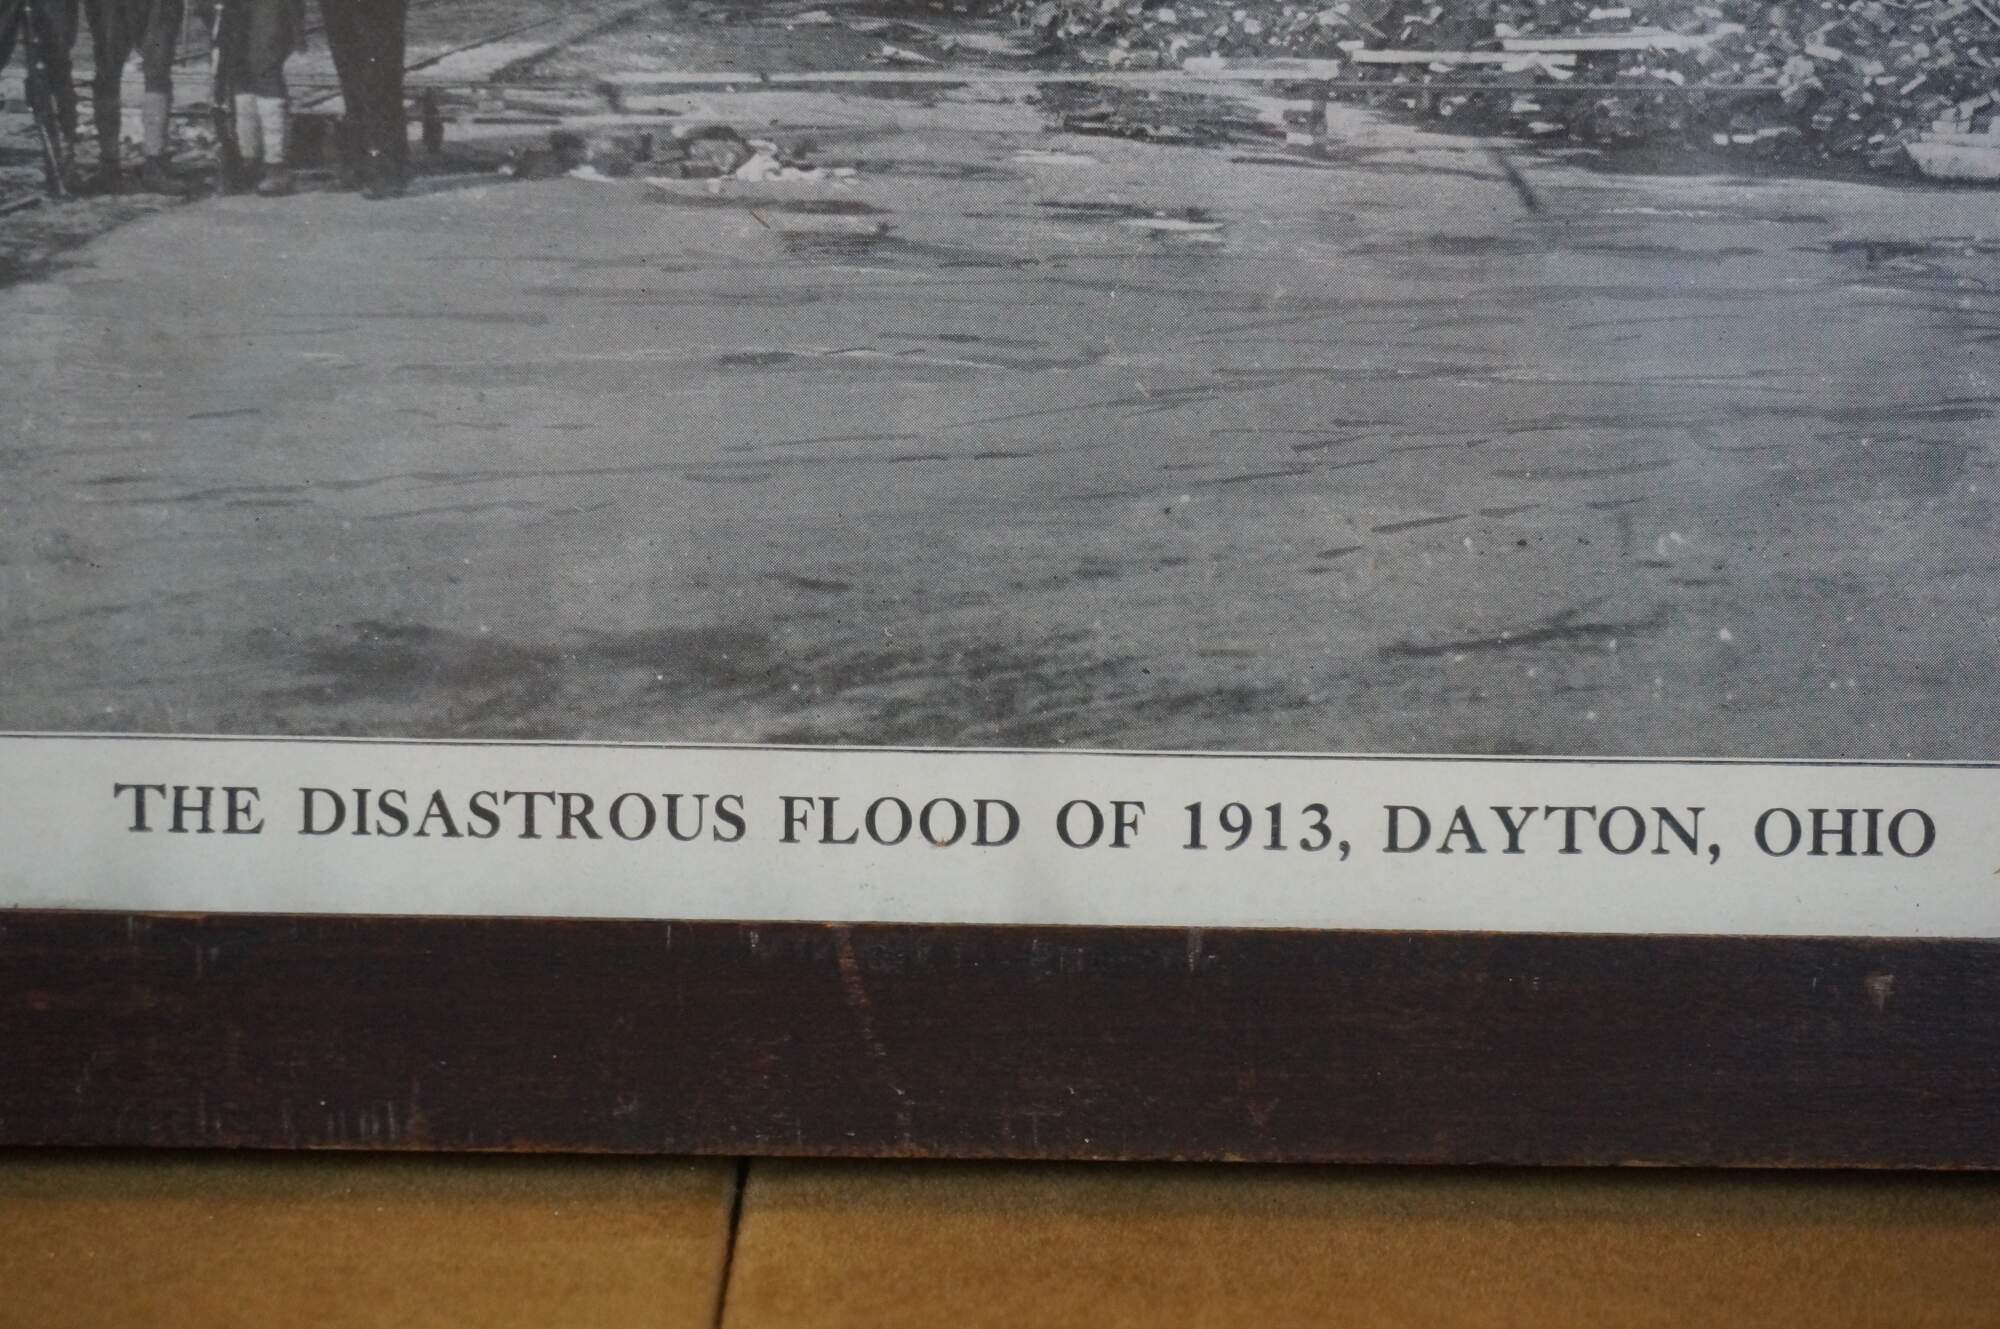 THE DISASTROUS FLOOD OF 1913, DAYTON, OHIO